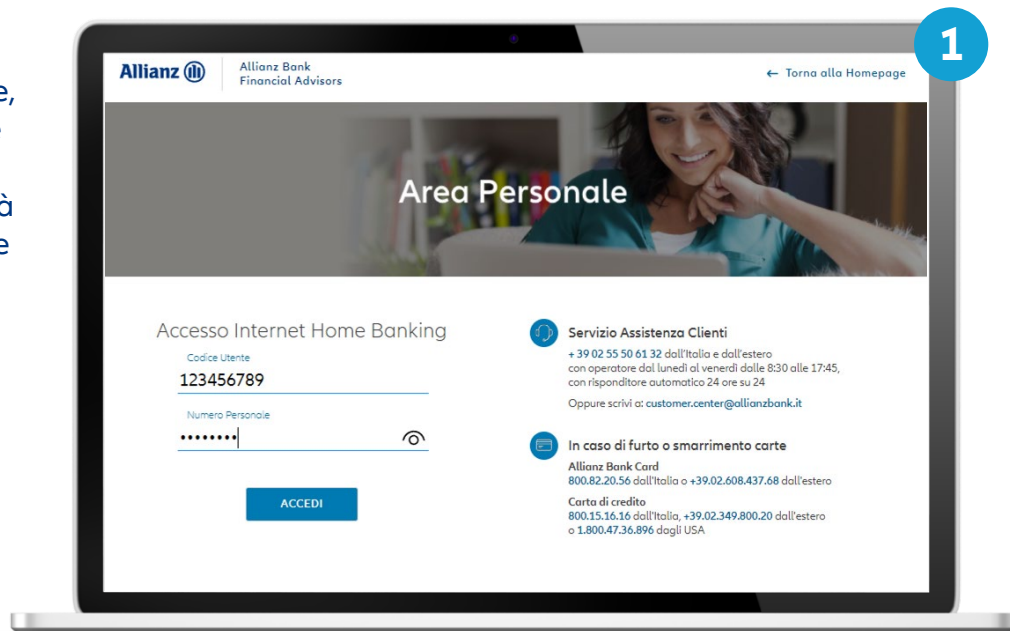 1
e,
à
e
Allianz
Allianz Bank
Financial Advisors
← Torna alla Homepage
Area Personale
Accesso Internet Home Banking
Codice Utente
123456789
Numero Personale
••••••••
ACCEDI
Servizio Assistenza Clienti
+ 39 02 55 50 61 32 dall'Italia e dall'estero
con operatore dal lunedì al venerdì dalle 8:30 alle 17:45,
con risponditore automatico 24 ore su 24
Oppure scrivi a: customer.center@allianzbank.it
In caso di furto o smarrimento carte
Allianz Bank Card
800.82.20.56 dall'Italia o +39.02.608.437.68 dall'estero
Carta di credito
800.15.16.16 dall'Italia, +39.02.349.800.20 dall'estero
o 1.800.47.36.896 dagli USA